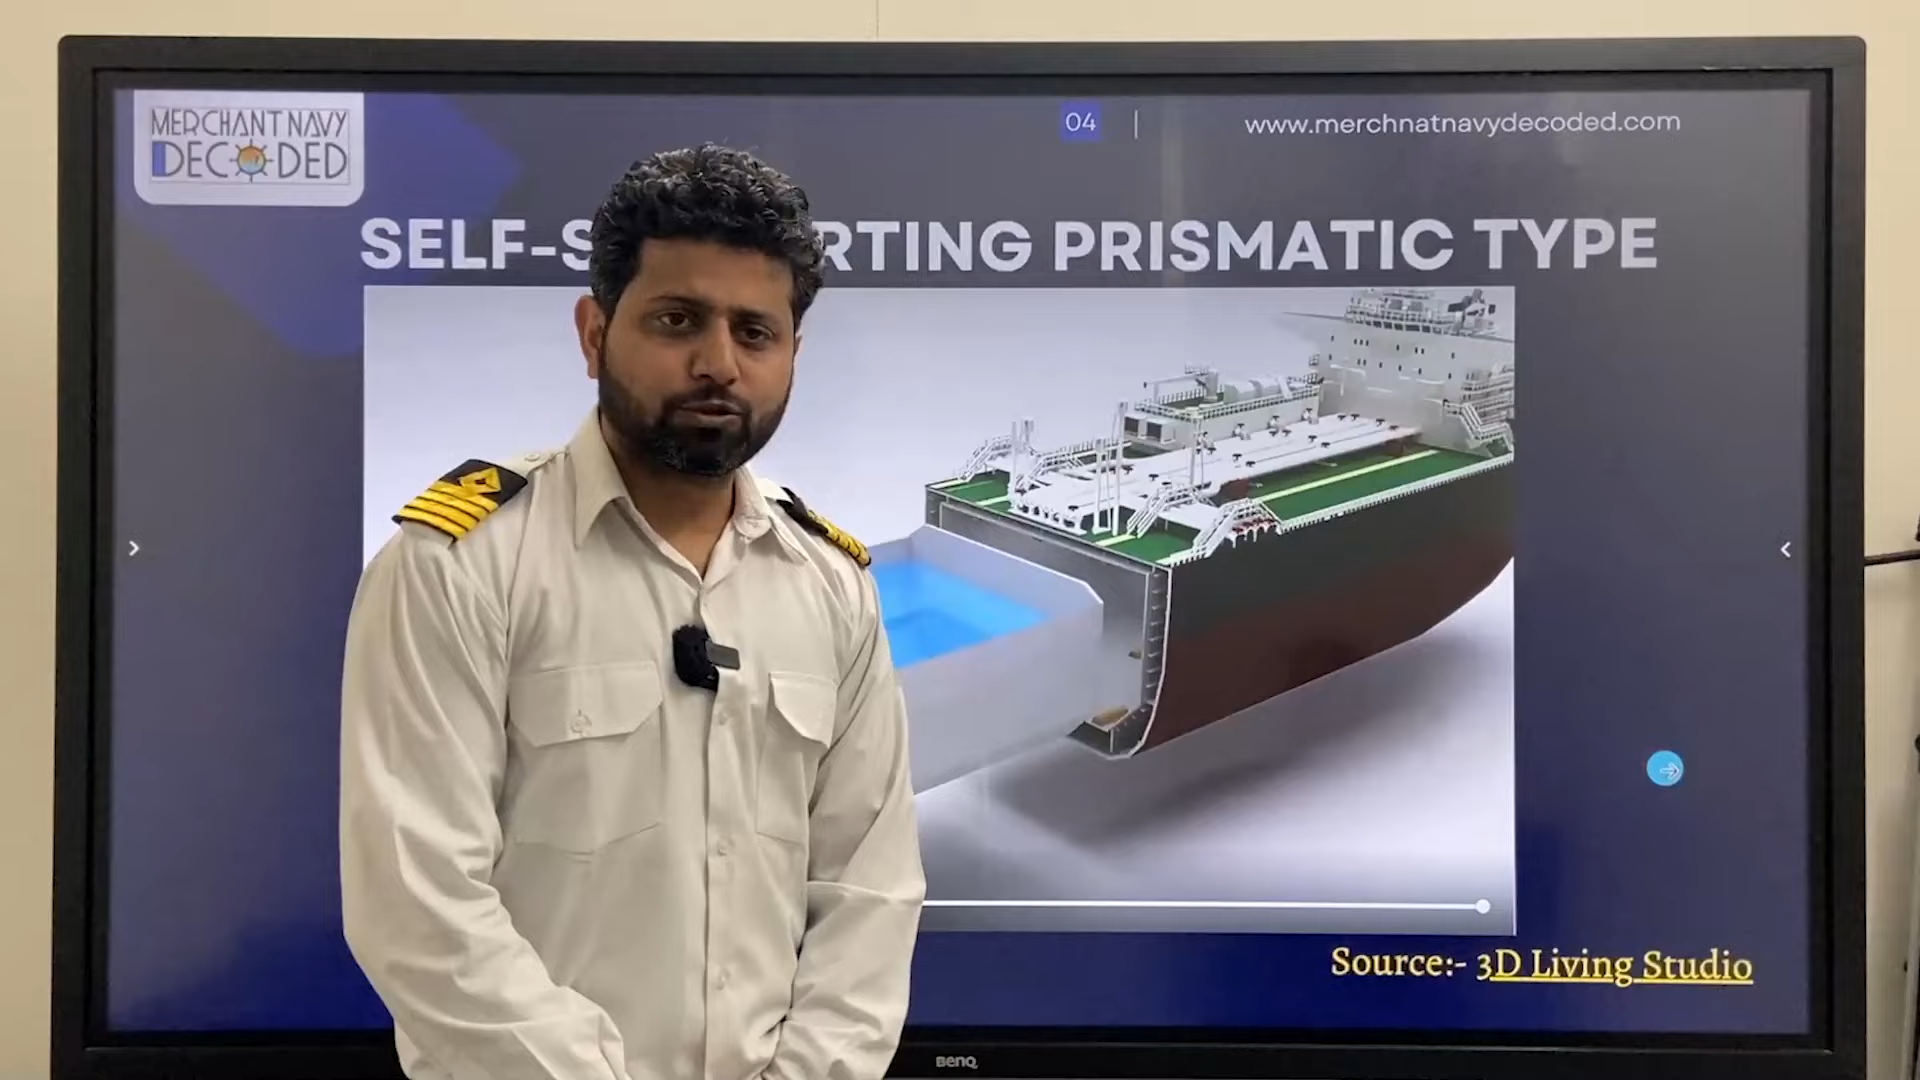 MERCHANT NAVY
DECODED
04
www.merchnatnavydecoded.com
SELF-S RTING PRISMATIC TYPE
Source:- 3D Living Studio
BenQ